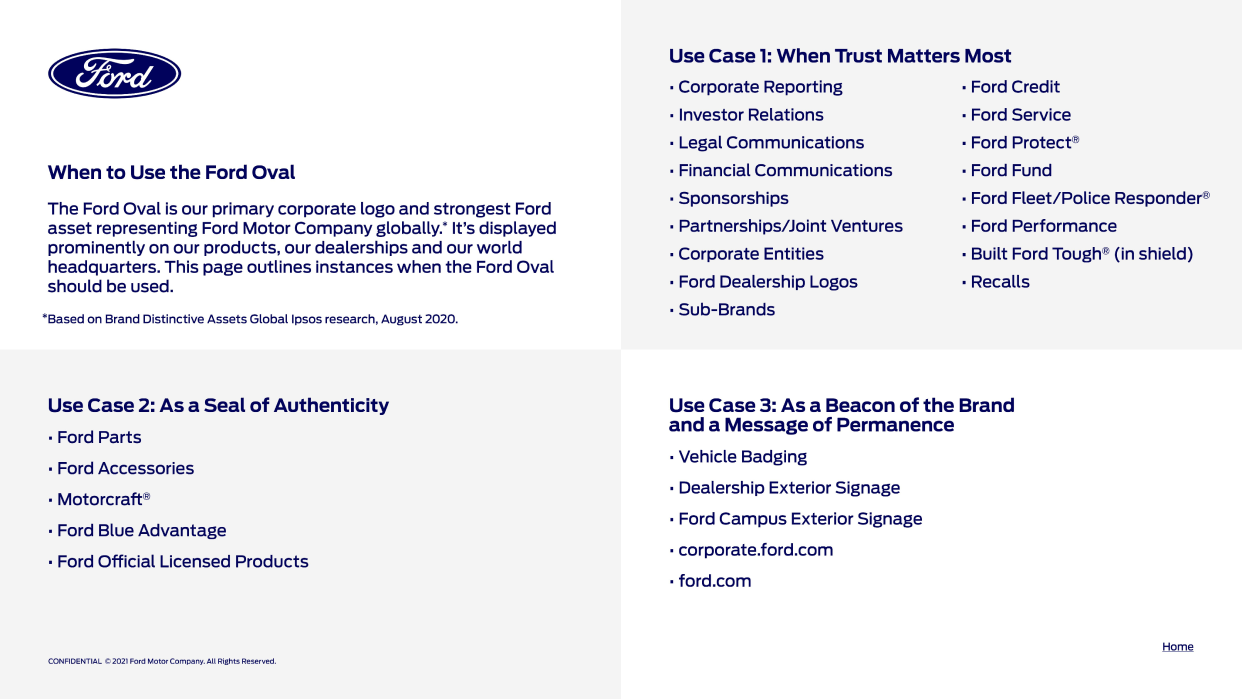 Ford
When to Use the Ford Oval
The Ford Oval is our primary corporate logo and strongest Ford
asset representing Ford Motor Company globally.* It’s displayed
prominently on our products, our dealerships and our world
headquarters. This page outlines instances when the Ford Oval
should be used.
*Based on Brand Distinctive Assets Global Ipsos research, August 2020.
Use Case 1: When Trust Matters Most
· Corporate Reporting
· Investor Relations
· Legal Communications
· Financial Communications
· Sponsorships
· Partnerships/Joint Ventures
· Corporate Entities
· Ford Dealership Logos
· Sub-Brands
· Ford Credit
· Ford Service
· Ford Protect®
· Ford Fund
· Ford Fleet/Police Responder®
· Ford Performance
· Built Ford Tough® (in shield)
· Recalls
Use Case 2: As a Seal of Authenticity
· Ford Parts
· Ford Accessories
· Motorcraft®
· Ford Blue Advantage
· Ford Official Licensed Products
Use Case 3: As a Beacon of the Brand
and a Message of Permanence
· Vehicle Badging
· Dealership Exterior Signage
· Ford Campus Exterior Signage
· corporate.ford.com
· ford.com
CONFIDENTIAL © 2021 Ford Motor Company. All Rights Reserved.
Home